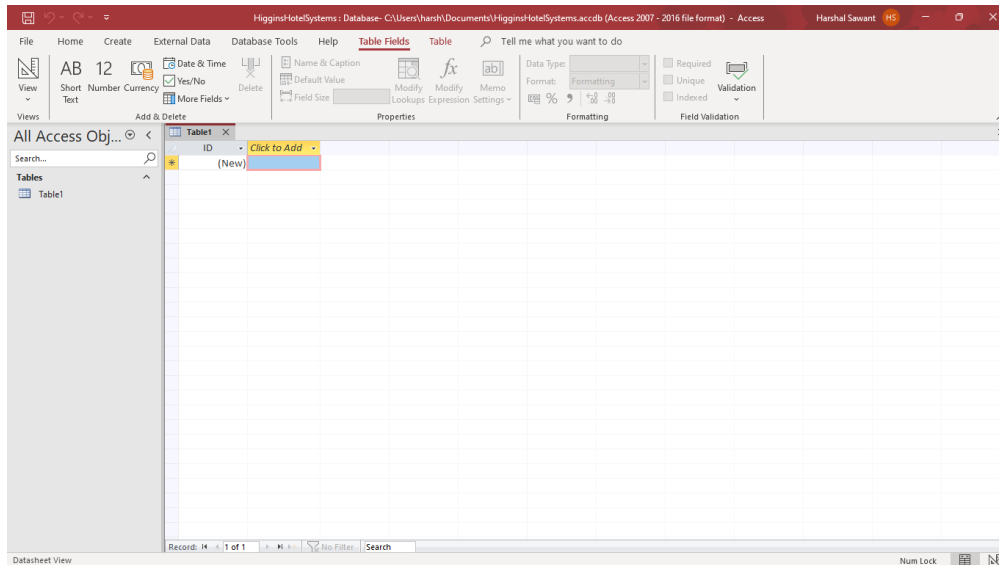 HigginsHotelSystems : Database- C:\Users\harsh\Documents\HigginsHotelSystems.accdb (Access 2007 - 2016 file format) - Access Harshal Sawant HS
File Home Create External Data Database Tools Help Table Fields Table Tell me what you want to do
View
AB Short Text
12 Number
Currency
Date & Time
Yes/No
More Fields
Delete
Name & Caption
Default Value
Field Size
Modify Lookups
fx Modify Expression
ab Memo Settings
Data Type:
Format: Formatting
% 9
Required
Unique
Indexed
Validation
Views Add & Delete Properties Formatting Field Validation
All Access Obj...
Search...
Tables
Table1
Table1
ID Click to Add
(New)
Record: 1 of 1 No Filter Search
Datasheet View Num Lock